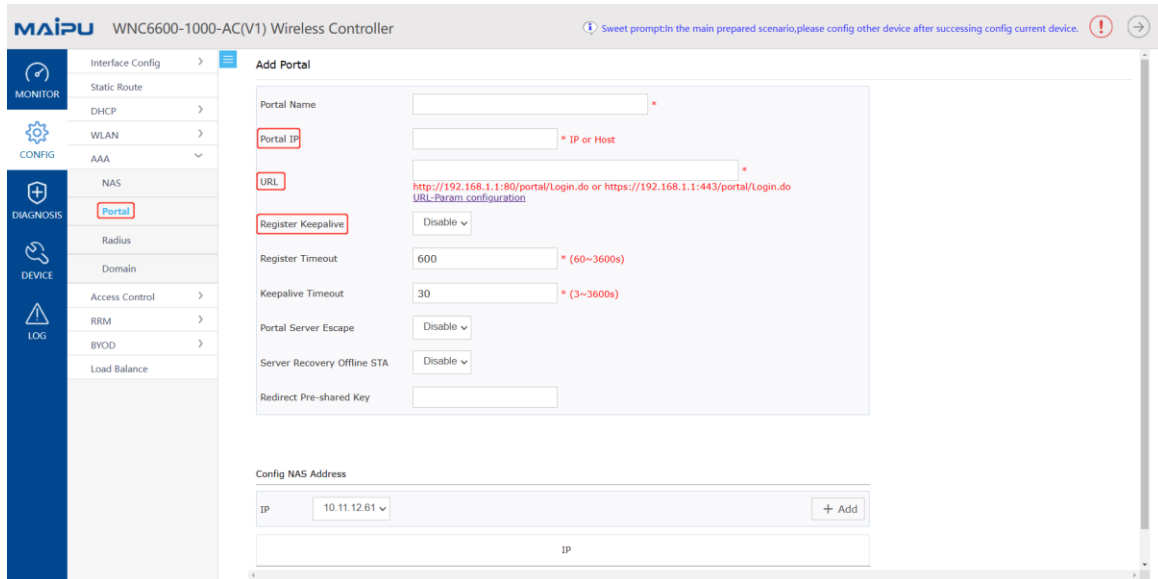 MAIPU WNC6600-1000-AC(V1) Wireless Controller
Sweet prompt:In the main prepared scenario,please config other device after successing config current device.
MONITOR
CONFIG
DIAGNOSIS
DEVICE
LOG
Interface Config
Static Route
DHCP
WLAN
AAA
NAS
Portal
Radius
Domain
Access Control
RRM
BYOD
Load Balance
Add Portal
Portal Name *
Portal IP * IP or Host
URL *
http://192.168.1.1:80/portal/Login.do or https://192.168.1.1:443/portal/Login.do
URL-Param configuration
Register Keepalive Disable
Register Timeout 600 * (60~3600s)
Keepalive Timeout 30 * (3~3600s)
Portal Server Escape Disable
Server Recovery Offline STA Disable
Redirect Pre-shared Key
Config NAS Address
IP 10.11.12.61 + Add
IP